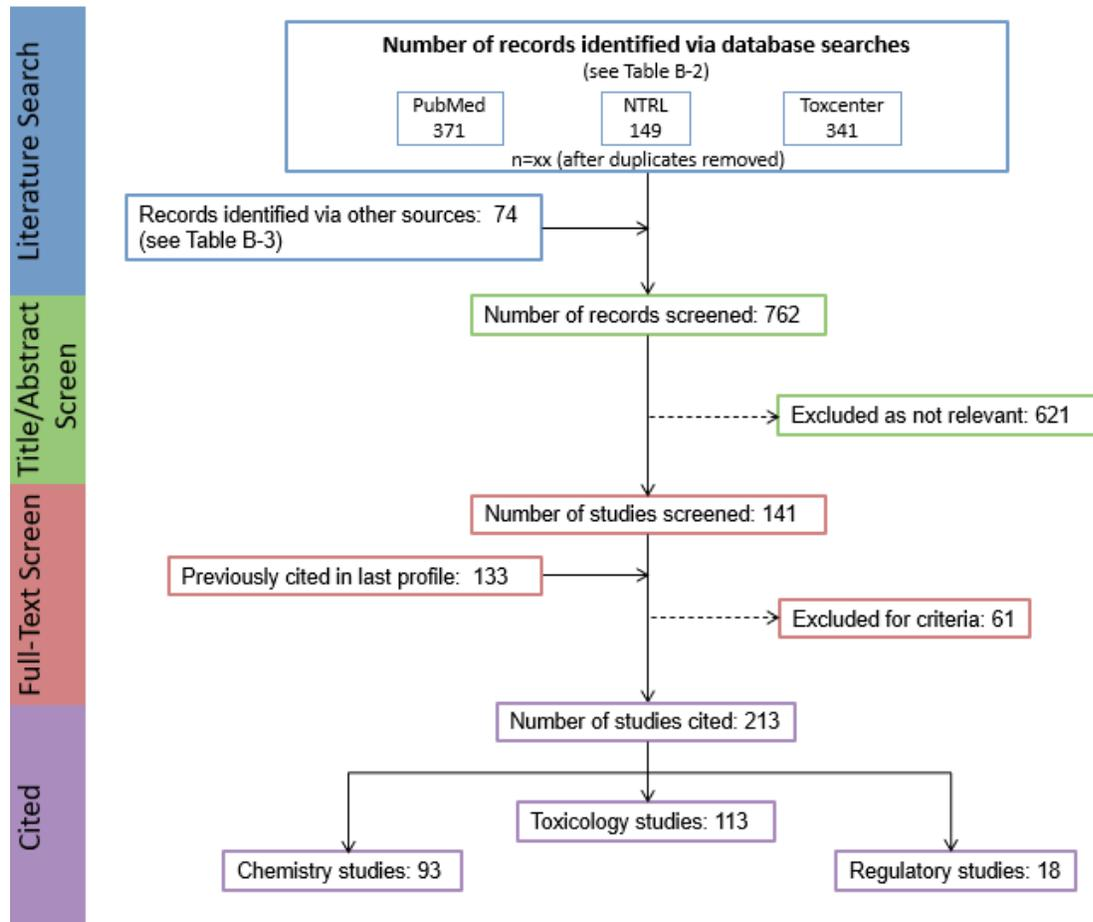 Literature Search
Number of records identified via database searches
(see Table B-2)
PubMed
371
NTRL
149
Toxcenter
341
n=xx (after duplicates removed)
Records identified via other sources: 74
(see Table B-3)
Title/Abstract
Screen
Number of records screened: 762
Excluded as not relevant: 621
Full-Text Screen
Number of studies screened: 141
Previously cited in last profile: 133
Excluded for criteria: 61
Cited
Number of studies cited: 213
Toxicology studies: 113
Chemistry studies: 93
Regulatory studies: 18